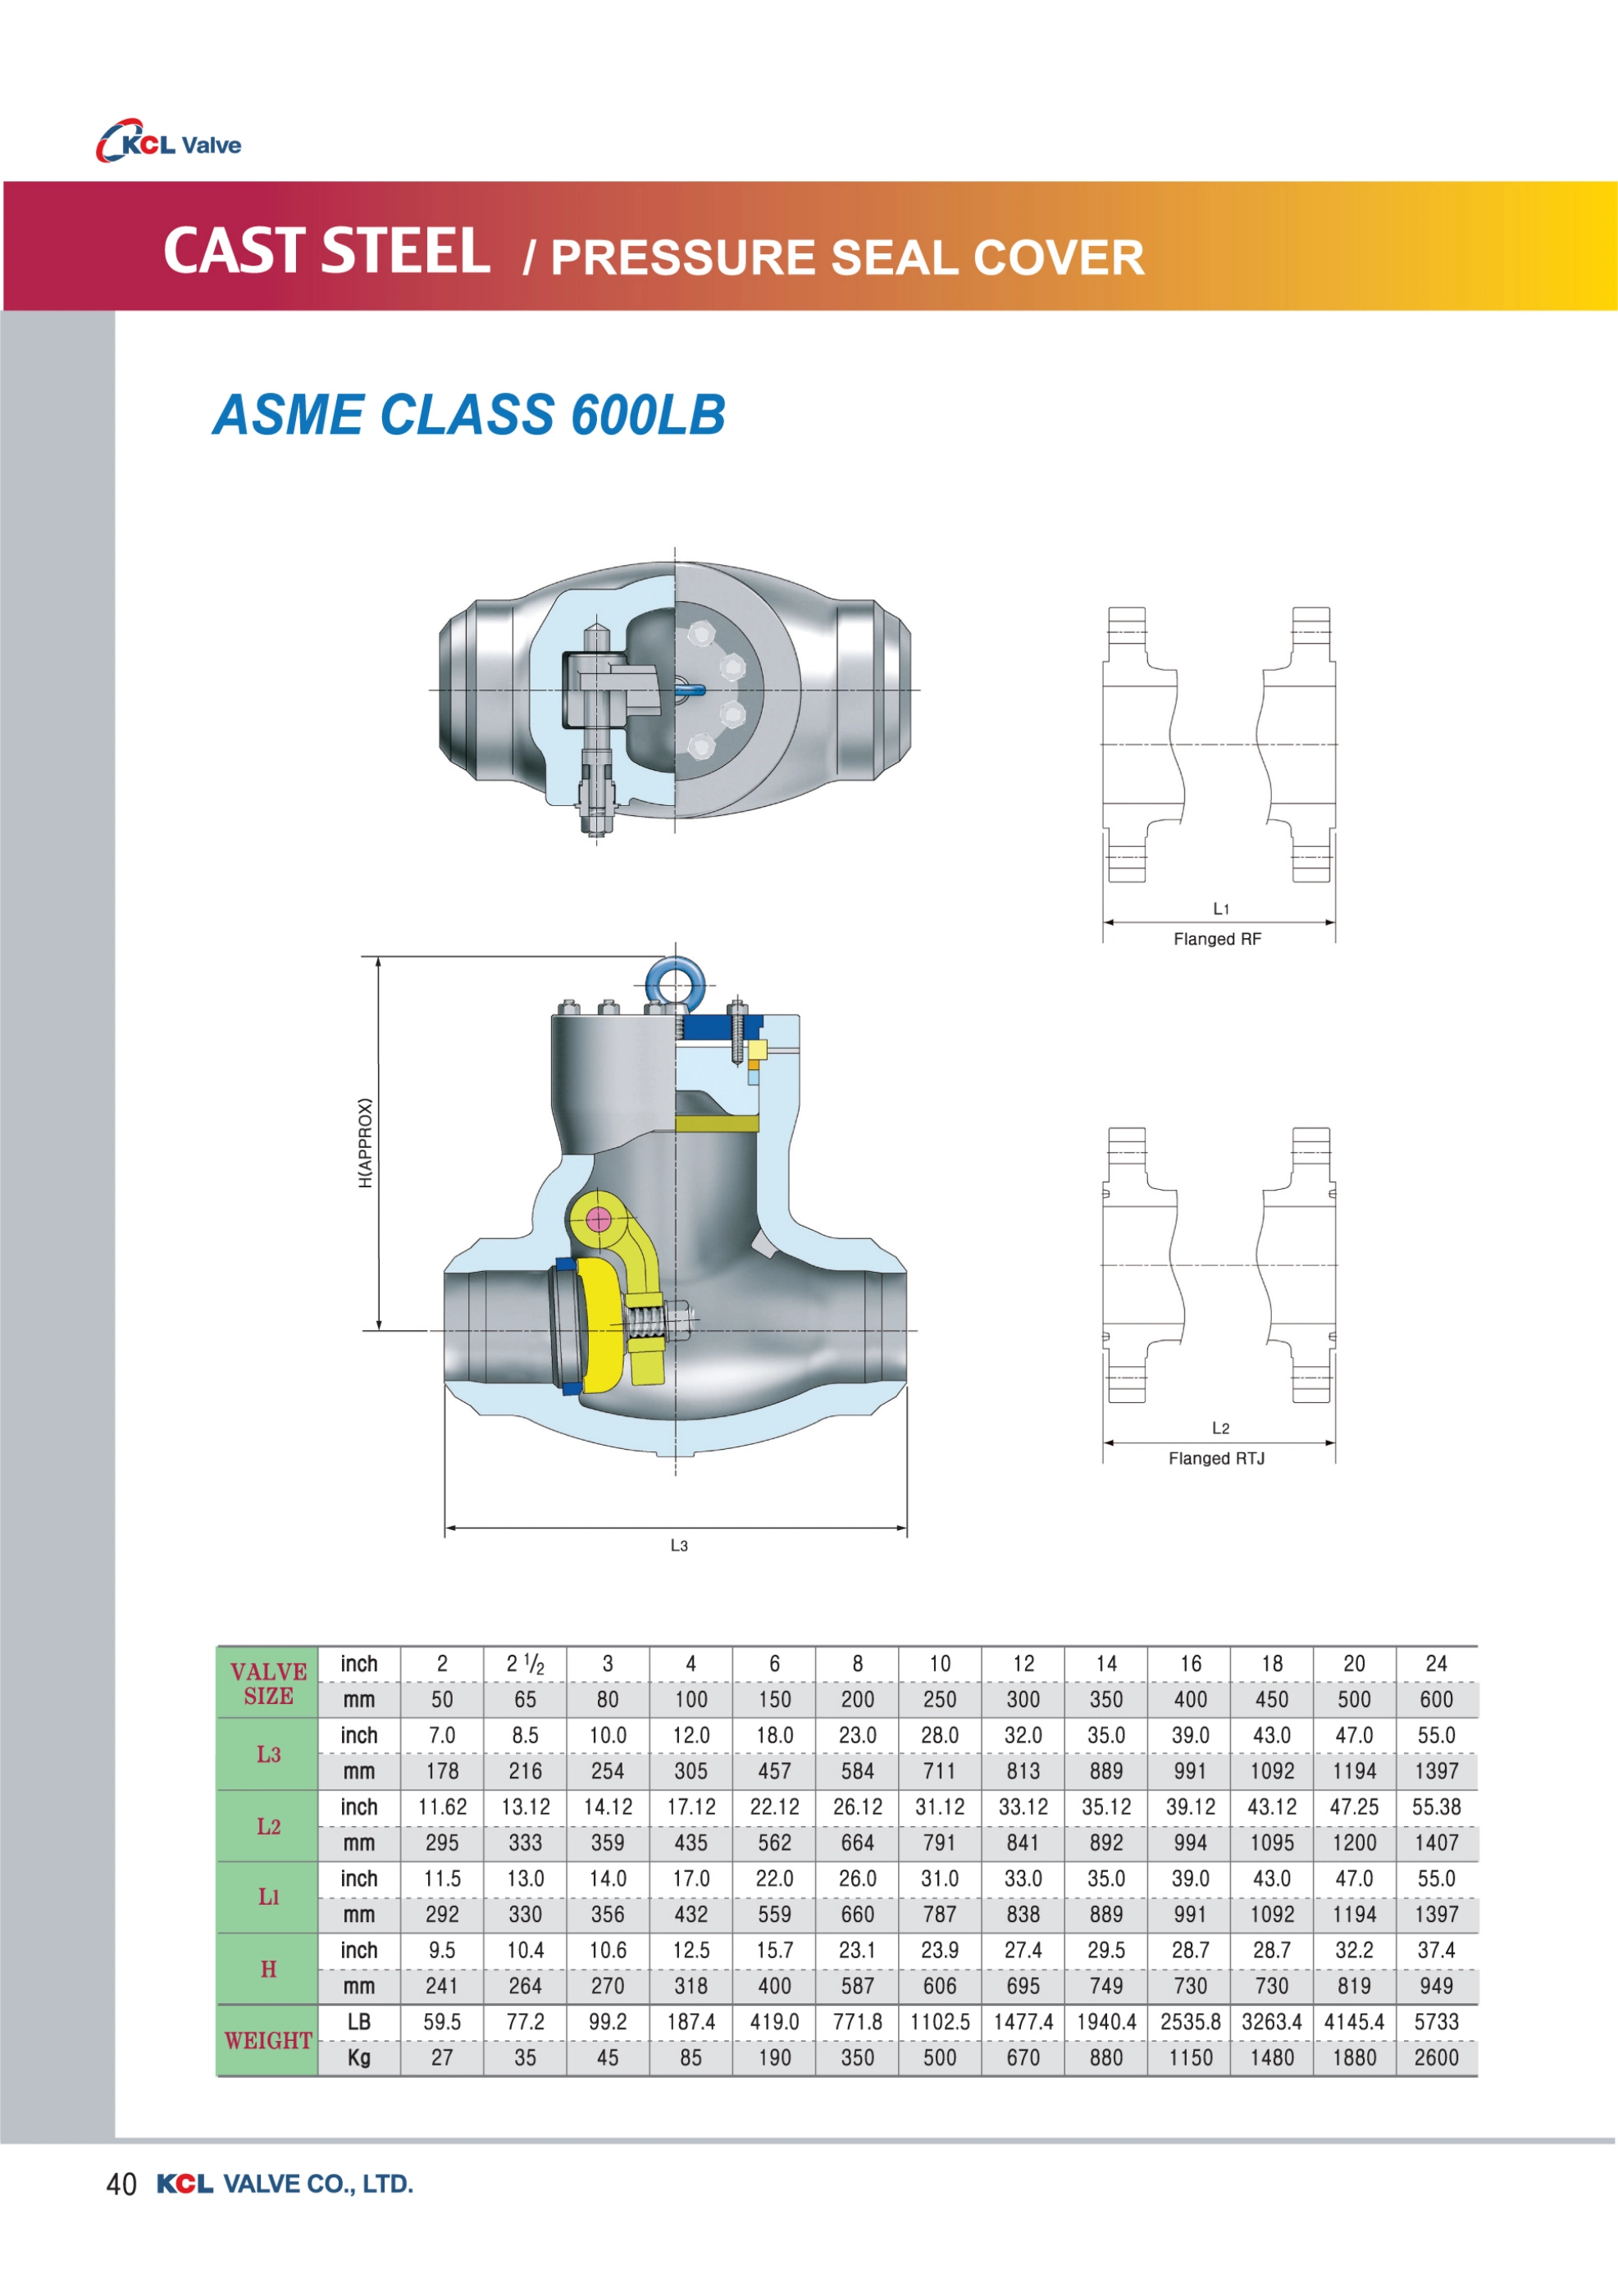 KCL Valve
CAST STEEL / PRESSURE SEAL COVER
ASME CLASS 600LB
L1
Flanged RF
H(APPROX)
L2
Flanged RTJ
L3
VALVE SIZE inch 2 2 1/2 3 4 6 8 10 12 14 16 18 20 24
mm 50 65 80 100 150 200 250 300 350 400 450 500 600
L3 inch 7.0 8.5 10.0 12.0 18.0 23.0 28.0 32.0 35.0 39.0 43.0 47.0 55.0
mm 178 216 254 305 457 584 711 813 889 991 1092 1194 1397
L2 inch 11.62 13.12 14.12 17.12 22.12 26.12 31.12 33.12 35.12 39.12 43.12 47.25 55.38
mm 295 333 359 435 562 664 791 841 892 994 1095 1200 1407
L1 inch 11.5 13.0 14.0 17.0 22.0 26.0 31.0 33.0 35.0 39.0 43.0 47.0 55.0
mm 292 330 356 432 559 660 787 838 889 991 1092 1194 1397
H inch 9.5 10.4 10.6 12.5 15.7 23.1 23.9 27.4 29.5 28.7 28.7 32.2 37.4
mm 241 264 270 318 400 587 606 695 749 730 730 819 949
WEIGHT LB 59.5 77.2 99.2 187.4 419.0 771.8 1102.5 1477.4 1940.4 2535.8 3263.4 4145.4 5733
Kg 27 35 45 85 190 350 500 670 880 1150 1480 1880 2600
40 KCL VALVE CO., LTD.